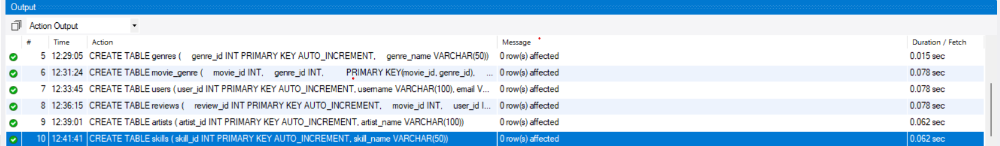 Output
Action Output
# Time Action Message Duration / Fetch
5 12:29:05 CREATE TABLE genres ( genre_id INT PRIMARY KEY AUTO_INCREMENT, genre_name VARCHAR(50)) 0 row(s) affected 0.015 sec
6 12:31:24 CREATE TABLE movie_genre ( movie_id INT, genre_id INT, PRIMARY KEY(movie_id, genre_id), ... 0 row(s) affected 0.078 sec
7 12:33:45 CREATE TABLE users ( user_id INT PRIMARY KEY AUTO_INCREMENT, username VARCHAR(100), email V... 0 row(s) affected 0.078 sec
8 12:36:15 CREATE TABLE reviews ( review_id INT PRIMARY KEY AUTO_INCREMENT, movie_id INT, user_id I... 0 row(s) affected 0.078 sec
9 12:39:01 CREATE TABLE artists ( artist_id INT PRIMARY KEY AUTO_INCREMENT, artist_name VARCHAR(100)) 0 row(s) affected 0.062 sec
10 12:41:41 CREATE TABLE skills ( skill_id INT PRIMARY KEY AUTO_INCREMENT, skill_name VARCHAR(50)) 0 row(s) affected 0.062 sec